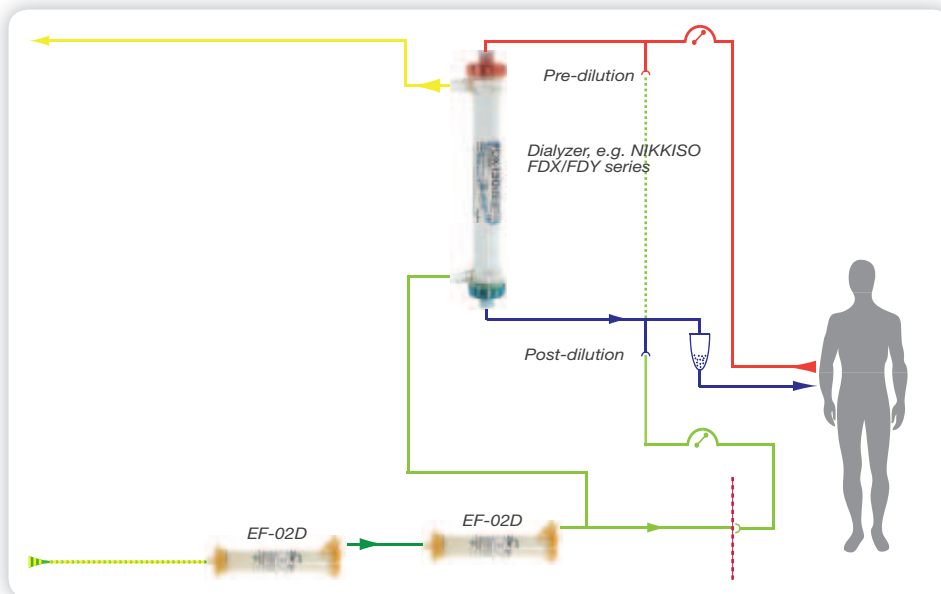 Pre-dilution
Dialyzer, e.g. NIKKISO
FDX/FDY series
Post-dilution
EF-02D
EF-02D